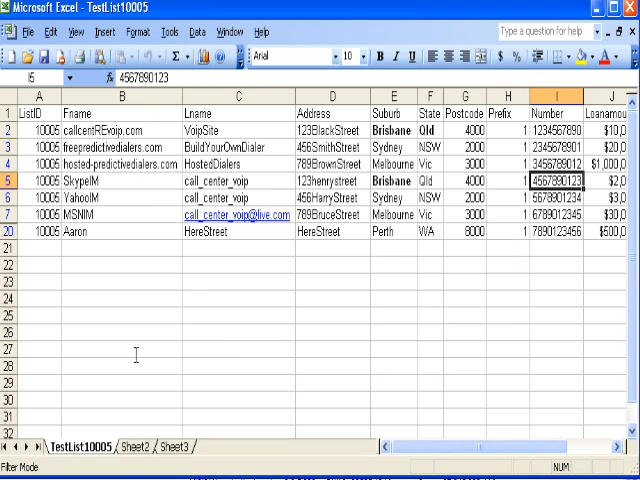 Microsoft Excel - TestList10005
File Edit View Insert Format Tools Data Window Help Type a question for help
Arial 10 B I U $ %
I5 fx 4567890123
A B C D E F G H I J
1 ListID Fname Lname Address Suburb State Postcode Prefix Number Loanamou
2 10005 callcentREvoip.com VoipSite 123BlackStreet Brisbane Qld 4000 1 1234567890 $10,0
3 10005 freepredictivedialers.com BuildYourOwnDialer 456SmithStreet Sydney NSW 2000 1 2345678901 $20,0
4 10005 hosted-predictivedialers.com HostedDialers 789BrownStreet Melbourne Vic 3000 1 3456789012 $1,000,0
5 10005 SkypeIM call_center_voip 123henrystreet Brisbane Qld 4000 1 4567890123 $2,0
6 10005 YahooIM call_center_voip 456HarryStreet Sydney NSW 2000 1 5678901234 $3,0
7 10005 MSNIM call_center_voip@live.com 789BruceStreet Melbourne Vic 3000 1 6789012345 $30,0
20 10005 Aaron HereStreet HereStreet Perth WA 8000 1 7890123456 $500,0
21
22
23
24
25
26
27
28
29
30
31
32
TestList10005 Sheet2 Sheet3
Filter Mode NUM